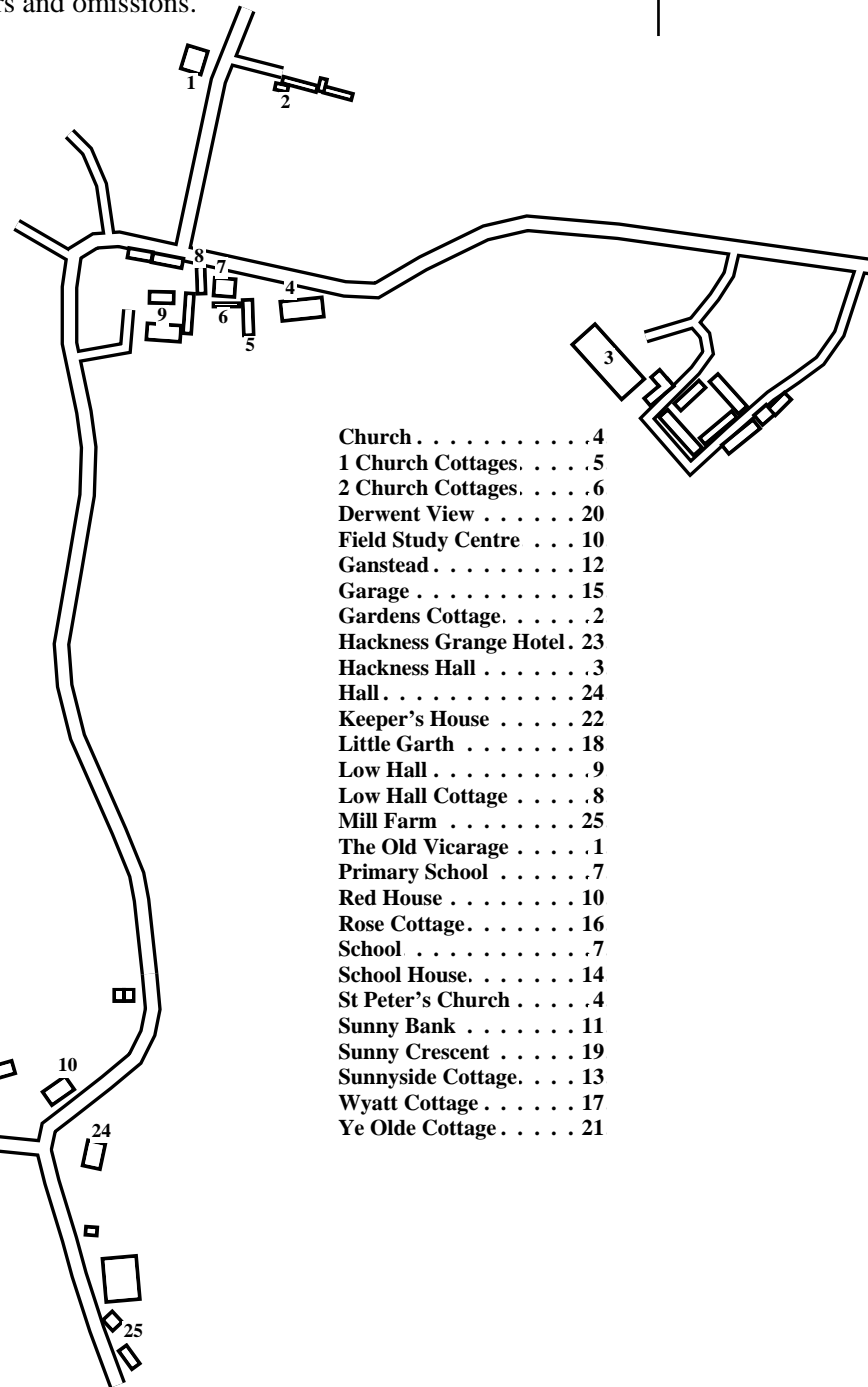 rs and omissions.
1
2
8
7
4
9
6
5
3
Church . . . . . . . . . . . . 4
1 Church Cottages. . . . . 5
2 Church Cottages. . . . . 6
Derwent View . . . . . . 20
Field Study Centre . . . 10
Ganstead . . . . . . . . . 12
Garage . . . . . . . . . . 15
Gardens Cottage. . . . . . 2
Hackness Grange Hotel . 23
Hackness Hall . . . . . . . 3
Hall . . . . . . . . . . . . 24
Keeper’s House . . . . . 22
Little Garth . . . . . . . 18
Low Hall . . . . . . . . . . 9
Low Hall Cottage . . . . . 8
Mill Farm . . . . . . . . 25
The Old Vicarage . . . . . 1
Primary School . . . . . . 7
Red House . . . . . . . . 10
Rose Cottage . . . . . . . 16
School . . . . . . . . . . . 7
School House. . . . . . . 14
St Peter’s Church . . . . . 4
Sunny Bank . . . . . . . 11
Sunny Crescent . . . . . 19
Sunnyside Cottage. . . . 13
Wyatt Cottage . . . . . . 17
Ye Olde Cottage . . . . . 21
10
24
25